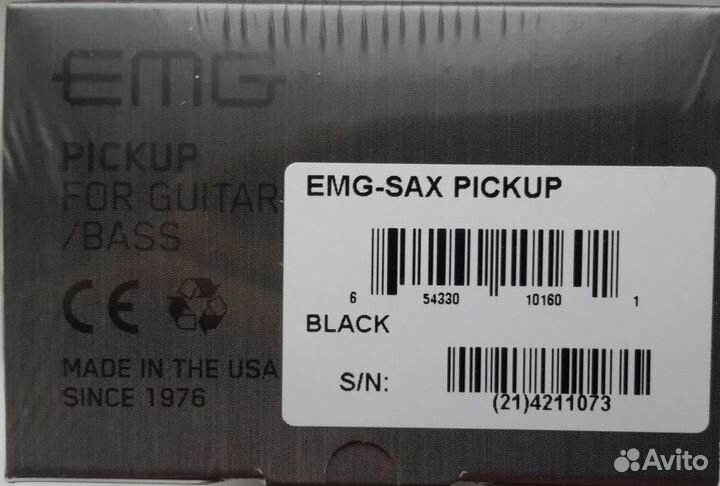 EMG
PICKUP
FOR GUITAR
/BASS
CE
MADE IN THE USA
SINCE 1976
EMG-SAX PICKUP
6 54330 10160 1
BLACK
S/N:
(21)4211073
Avito